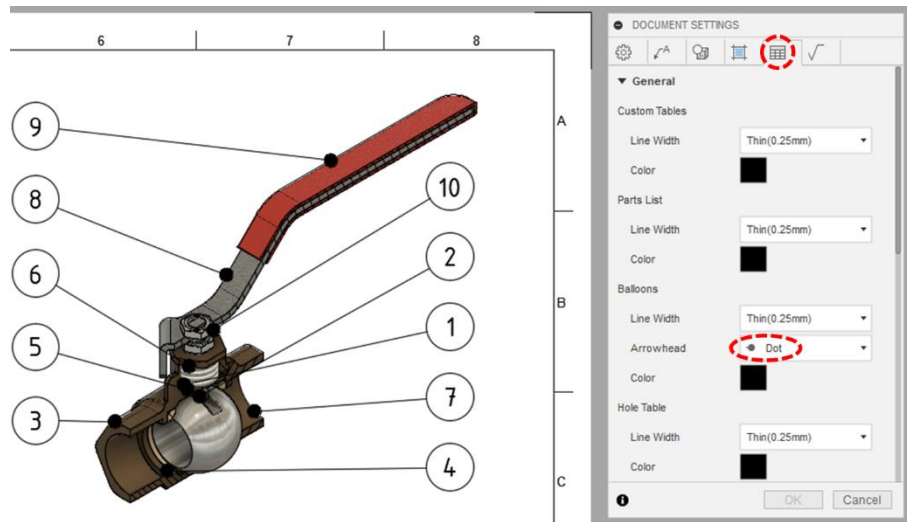 6 7 8
A
B
C
9
8
10
6
2
5
1
3
7
4
DOCUMENT SETTINGS
General
Custom Tables
Line Width Thin(0.25mm)
Color
Parts List
Line Width Thin(0.25mm)
Color
Balloons
Line Width Thin(0.25mm)
Arrowhead Dot
Color
Hole Table
Line Width Thin(0.25mm)
Color
OK Cancel